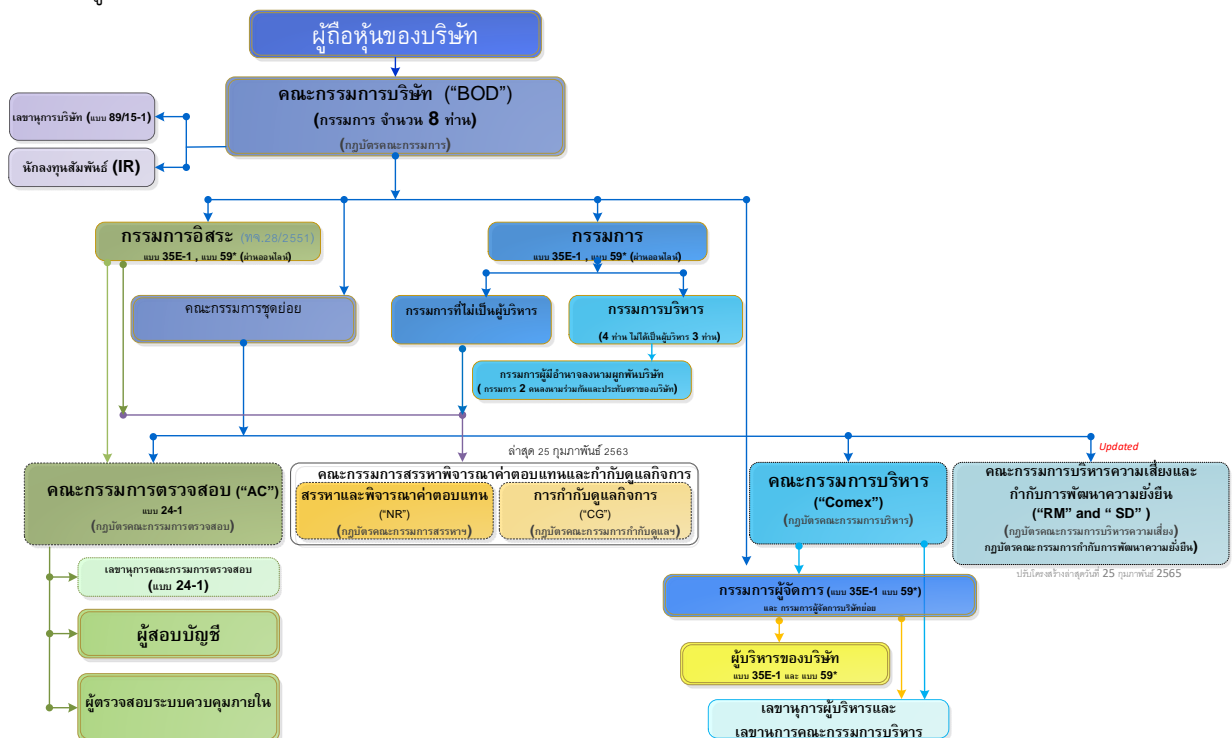 ผู้ถือหุ้นของบริษัท
คณะกรรมการบริษัท ("BOD")
(กรรมการ จำนวน 8 ท่าน)
(กฎบัตรคณะกรรมการ)
เลขานุการบริษัท (แบบ 89/15-1)
นักลงทุนสัมพันธ์ (IR)
กรรมการอิสระ (ทจ.28/2551)
แบบ 35E-1 , แบบ 59* (ผ่านออนไลน์)
กรรมการ
แบบ 35E-1 , แบบ 59* (ผ่านออนไลน์)
คณะกรรมการชุดย่อย
กรรมการที่ไม่เป็นผู้บริหาร
กรรมการบริหาร
(4 ท่าน ไม่ได้เป็นผู้บริหาร 3 ท่าน)
กรรมการผู้มีอำนาจลงนามผูกพันบริษัท
( กรรมการ 2 คนลงนามร่วมกันและประทับตราของบริษัท)
ล่าสุด 25 กุมภาพันธ์ 2563
Updated
คณะกรรมการตรวจสอบ ("AC")
แบบ 24-1
(กฎบัตรคณะกรรมการตรวจสอบ)
คณะกรรมการสรรหาพิจารณาค่าตอบแทนและกำกับดูแลกิจการ
สรรหาและพิจารณาค่าตอบแทน
("NR")
(กฎบัตรคณะกรรมการสรรหาฯ)
การกำกับดูแลกิจการ
("CG")
(กฎบัตรคณะกรรมการกำกับดูแลฯ)
คณะกรรมการบริหาร
("Comex")
(กฎบัตรคณะกรรมการบริหาร)
คณะกรรมการบริหารความเสี่ยงและ
กำกับการพัฒนาความยั่งยืน
("RM" and " SD" )
(กฎบัตรคณะกรรมการบริหารความเสี่ยง)
กฎบัตรคณะกรรมการกำกับการพัฒนาความยั่งยืน)
ปรับโครงสร้างล่าสุดวันที่ 25 กุมภาพันธ์ 2565
เลขานุการคณะกรรมการตรวจสอบ
(แบบ 24-1)
ผู้สอบบัญชี
ผู้ตรวจสอบระบบควบคุมภายใน
กรรมการผู้จัดการ (แบบ 35E-1 แบบ 59*)
และ กรรมการผู้จัดการบริษัทย่อย
ผู้บริหารของบริษัท
แบบ 35E-1 และ แบบ 59*
เลขานุการผู้บริหารและ
เลขานุการคณะกรรมการบริหาร